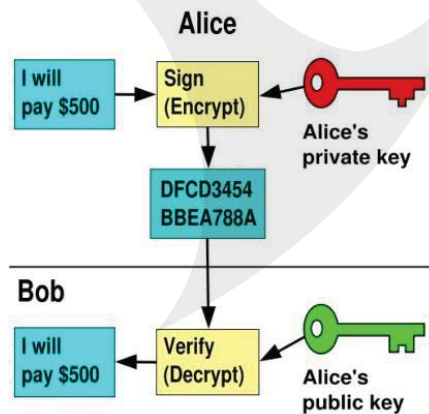 Alice
I will
pay $500
Sign
(Encrypt)
Alice's
private key
DFCD3454
BBEA788A
Bob
I will
pay $500
Verify
(Decrypt)
Alice's
public key